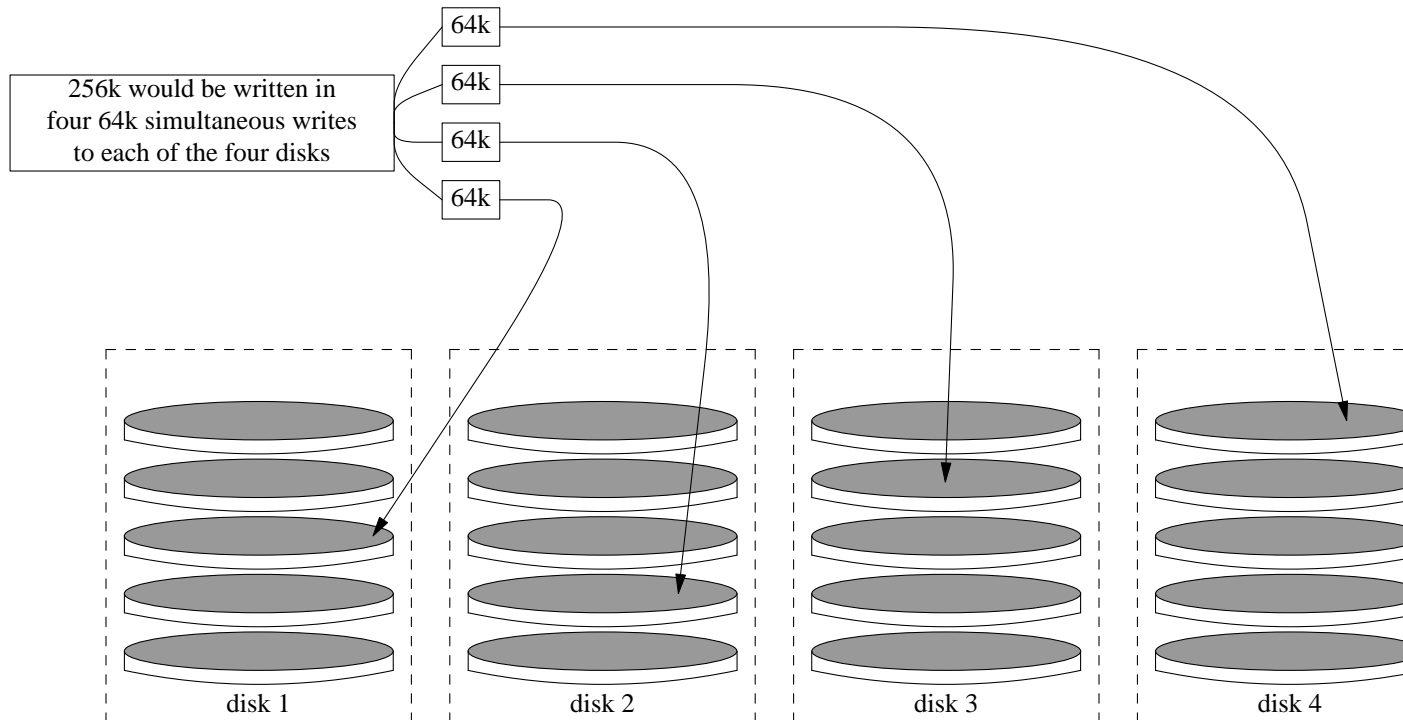 64k
256k would be written in
four 64k simultaneous writes
to each of the four disks
64k
64k
64k
disk 1
disk 2
disk 3
disk 4